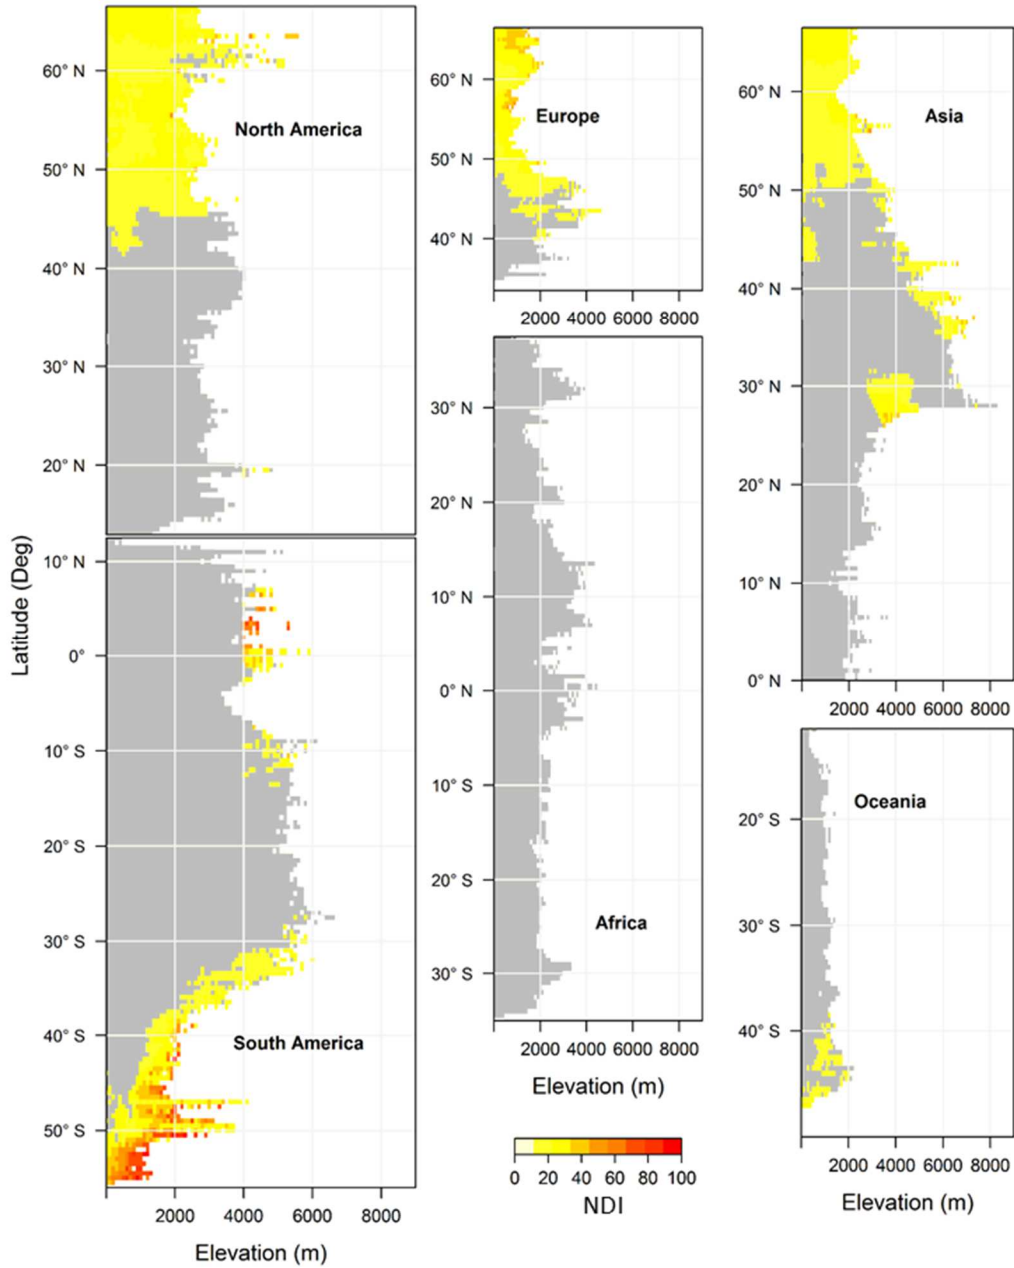 60° N
50° N
40° N
30° N
20° N
North America
Latitude (Deg)
10° N
0°
10° S
20° S
30° S
40° S
50° S
South America
2000 4000 6000 8000
Elevation (m)
60° N
50° N
40° N
Europe
2000 4000 6000 8000
30° N
20° N
10° N
0° N
10° S
20° S
30° S
Africa
2000 4000 6000 8000
Elevation (m)
0 20 40 60 80 100
NDI
60° N
50° N
40° N
30° N
20° N
10° N
0° N
Asia
2000 4000 6000 8000
20° S
30° S
40° S
Oceania
2000 4000 6000 8000
Elevation (m)